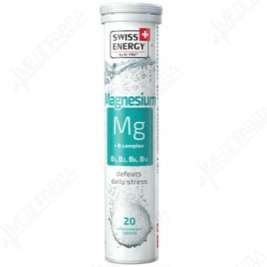 SWISS
ENERGY
Magnesium
Mg
+ B complex
B₁, B₂, B₆, B₁₂
defeats
daily stress
20